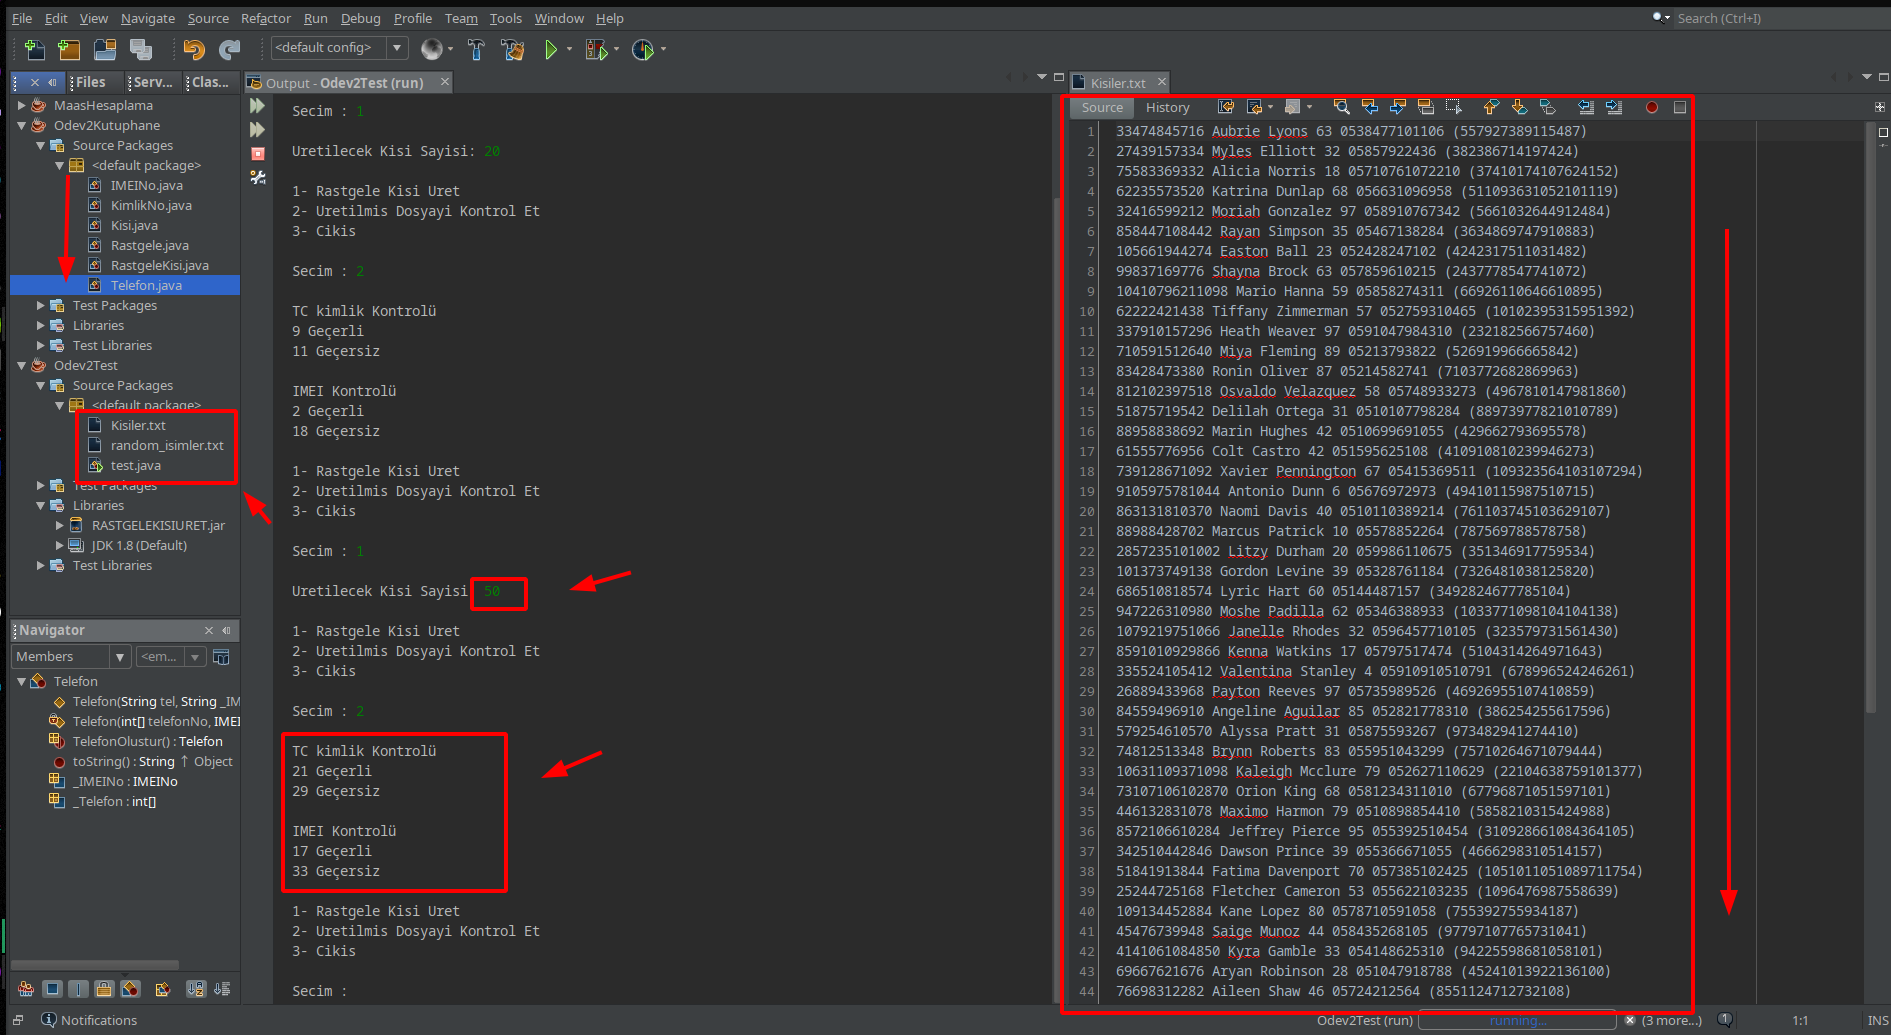 File Edit View Navigate Source Refactor Run Debug Profile Team Tools Window Help
Search (Ctrl+I)
<default config>
Files
Serv...
Clas...
MaasHesaplama
Odev2Kutuphane
Source Packages
<default package>
IMEINo.java
KimlikNo.java
Kisi.java
Rastgele.java
RastgeleKisi.java
Telefon.java
Test Packages
Libraries
Test Libraries
Odev2Test
Source Packages
<default package>
Kisiler.txt
random_isimler.txt
test.java
Test Packages
Libraries
RASTGELEKISIURET.jar
JDK 1.8 (Default)
Test Libraries
Navigator
Members
<em...
Telefon
Telefon(String tel, String _IM
Telefon(int[] telefonNo, IMEI
TelefonOlustur() : Telefon
toString() : String ↑ Object
_IMEINo : IMEINo
_Telefon : int[]
Output - Odev2Test (run)
Secim : 1
Uretilecek Kisi Sayisi: 20
1- Rastgele Kisi Uret
2- Uretilmis Dosyayi Kontrol Et
3- Cikis
Secim : 2
TC kimlik Kontrolü
9 Geçerli
11 Geçersiz
IMEI Kontrolü
2 Geçerli
18 Geçersiz
1- Rastgele Kisi Uret
2- Uretilmis Dosyayi Kontrol Et
3- Cikis
Secim : 1
Uretilecek Kisi Sayisi 50
1- Rastgele Kisi Uret
2- Uretilmis Dosyayi Kontrol Et
3- Cikis
Secim : 2
TC kimlik Kontrolü
21 Geçerli
29 Geçersiz
IMEI Kontrolü
17 Geçerli
33 Geçersiz
1- Rastgele Kisi Uret
2- Uretilmis Dosyayi Kontrol Et
3- Cikis
Secim :
Kisiler.txt
Source History
1 33474845716 Aubrie Lyons 63 0538477101106 (557927389115487)
2 27439157334 Myles Elliott 32 05857922436 (382386714197424)
3 75583369332 Alicia Norris 18 05710761072210 (37410174107624152)
4 62235573520 Katrina Dunlap 68 056631096958 (511093631052101119)
5 32416599212 Moriah Gonzalez 97 058910767342 (5661032644912484)
6 858447108442 Rayan Simpson 35 05467138284 (3634869747910883)
7 105661944274 Easton Ball 23 052428247102 (4242317511031482)
8 99837169776 Shayna Brock 63 057859610215 (2437778547741072)
9 10410796211098 Mario Hanna 59 05858274311 (66926110646610895)
10 62222421438 Tiffany Zimmerman 57 052759310465 (10102395315951392)
11 337910157296 Heath Weaver 97 0591047984310 (232182566757460)
12 710591512640 Miya Fleming 89 05213793822 (526919966665842)
13 83428473380 Ronin Oliver 87 05214582741 (7103772682869963)
14 812102397518 Osvaldo Velazquez 58 05748933273 (4967810147981860)
15 51875719542 Delilah Ortega 31 0510107798284 (88973977821010789)
16 88958838692 Marin Hughes 42 0510699691055 (429662793695578)
17 61555776956 Colt Castro 42 051595625108 (410910810239946273)
18 739128671092 Xavier Pennington 67 05415369511 (109323564103107294)
19 9105975781044 Antonio Dunn 6 05676972973 (49410115987510715)
20 863131810370 Naomi Davis 40 0510110389214 (761103745103629107)
21 88988428702 Marcus Patrick 10 05578852264 (787569788578758)
22 2857235101002 Litzy Durham 20 059986110675 (351346917759534)
23 101373749138 Gordon Levine 39 05328761184 (7326481038125820)
24 686510818574 Lyric Hart 60 05144487157 (3492824677785104)
25 947226310980 Moshe Padilla 62 05346388933 (1033771098104104138)
26 1079219751066 Janelle Rhodes 32 0596457710105 (323579731561430)
27 8591010929866 Kenna Watkins 17 05797517474 (5104314264971643)
28 335524105412 Valentina Stanley 4 05910910510791 (678996524246261)
29 26889433968 Payton Reeves 97 05735989526 (46926955107410859)
30 84559496910 Angeline Aguilar 85 052821778310 (386254255617596)
31 579254610570 Alyssa Pratt 31 05875593267 (973482941274410)
32 74812513348 Brynn Roberts 83 055951043299 (75710264671079444)
33 10631109371098 Kaleigh Mcclure 79 052627110629 (22104638759101377)
34 73107106102870 Orion King 68 0581234311010 (67796871051597101)
35 446132831078 Maximo Harmon 79 0510898854410 (5858210315424988)
36 8572106610284 Jeffrey Pierce 95 055392510454 (310928661084364105)
37 342510442846 Dawson Prince 39 055366671055 (4666298310514157)
38 51841913844 Fatima Davenport 70 057385102425 (1051011051089711754)
39 25244725168 Fletcher Cameron 53 055622103235 (1096476987558639)
40 109134452884 Kane Lopez 80 0578710591058 (755392755934187)
41 45476739948 Saige Munoz 44 058435268105 (97797107765731041)
42 4141061084850 Kyra Gamble 33 054148625310 (94225598681058101)
43 69667621676 Aryan Robinson 28 051047918788 (45241013922136100)
44 76698312282 Aileen Shaw 46 05724212564 (8551124712732108)
Notifications
Odev2Test (run)
running...
(3 more...)
1
1:1
INS